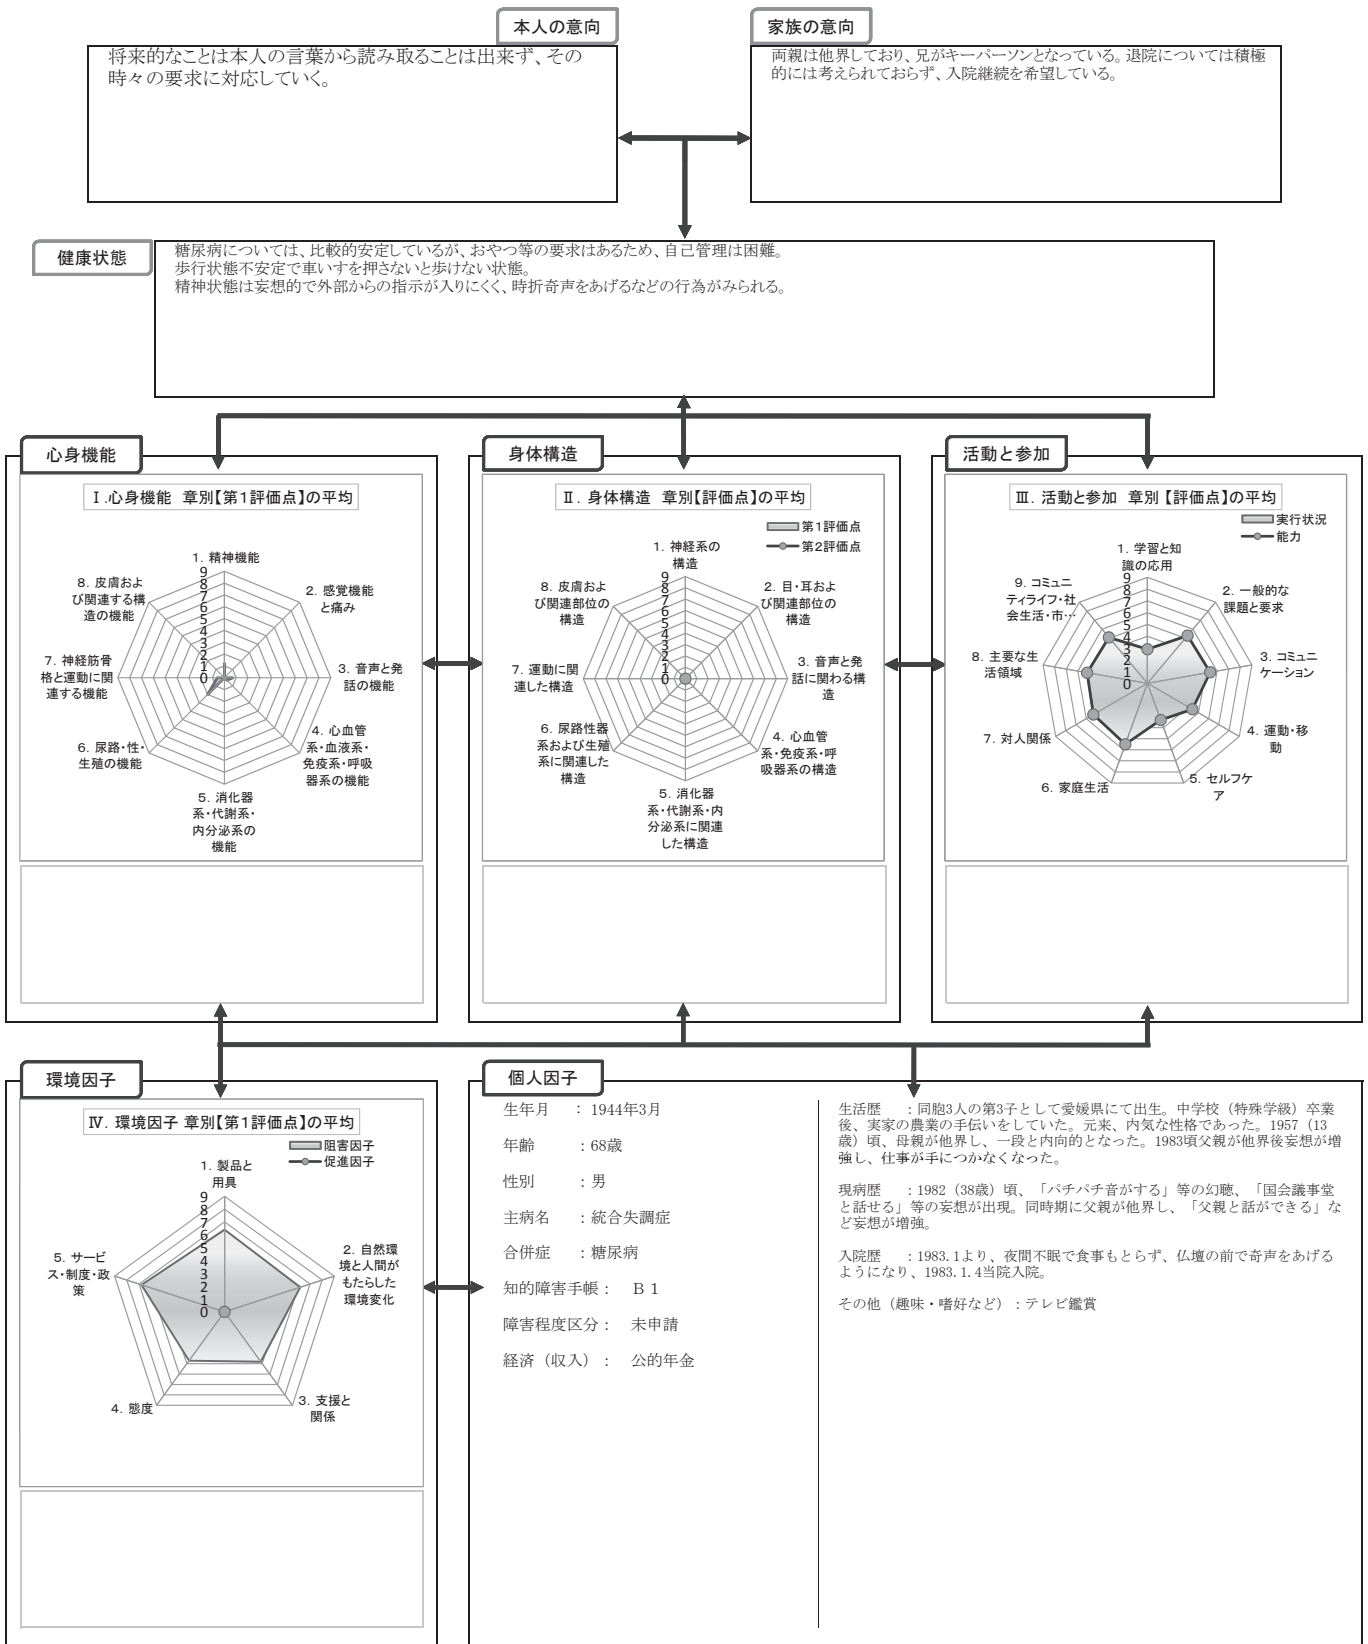 本人の意向
将来的なことは本人の言葉から読み取ることは出来ず、その
時々の要求に対応していく。
家族の意向
両親は他界しており、兄がキーパーソンとなっている。退院については積極
的には考えられておらず、入院継続を希望している。
健康状態
糖尿病については、比較的安定しているが、おやつ等の要求はあるため、自己管理は困難。
歩行状態不安定で車いすを押さないと歩けない状態。
精神状態は妄想的で外部からの指示が入りにくく、時折奇声をあげるなどの行為がみられる。
心身機能
Ⅰ.心身機能 章別【第1評価点】の平均
1. 精神機能
2. 感覚機能
と痛み
3. 音声と発
話の機能
4. 心血管
系・血液系・
免疫系・呼吸
器系の機能
5. 消化器
系・代謝系・
内分泌系の
機能
6. 尿路・性・
生殖の機能
7. 神経筋骨
格と運動に関
連する機能
8. 皮膚およ
び関連する構
造の機能
9
8
7
6
5
4
3
2
1
0
身体構造
Ⅱ. 身体構造 章別【評価点】の平均
第1評価点
第2評価点
1. 神経系の
構造
2. 目・耳およ
び関連部位の
構造
3. 音声と発
話に関わる構
造
4. 心血管
系・免疫系・呼
吸器系の構造
5. 消化器
系・代謝系・内
分泌系に関連
した構造
6. 尿路性器
系および生殖
系に関連した
構造
7. 運動に関
連した構造
8. 皮膚およ
び関連部位の
構造
9
8
7
6
5
4
3
2
1
0
活動と参加
Ⅲ. 活動と参加 章別 【評価点】の平均
実行状況
能力
1. 学習と知
識の応用
2. 一般的な
課題と要求
3. コミュニ
ケーション
4. 運動・移
動
5. セルフケ
ア
6. 家庭生活
7. 対人関係
8. 主要な生
活領域
9. コミュニ
ティライフ・社
会生活・市…
9
8
7
6
5
4
3
2
1
0
環境因子
Ⅳ. 環境因子 章別【第1評価点】の平均
阻害因子
促進因子
1. 製品と
用具
2. 自然環
境と人間が
もたらした
環境変化
3. 支援と
関係
4. 態度
5. サービ
ス・制度・政
策
9
8
7
6
5
4
3
2
1
0
個人因子
生年月 : 1944年3月
年齢 : 68歳
性別 : 男
主病名 : 統合失調症
合併症 : 糖尿病
知的障害手帳 : B1
障害程度区分 : 未申請
経済(収入) : 公的年金
生活歴 : 同胞3人の第3子として愛媛県にて出生。中学校(特殊学級)卒業
後、実家の農業の手伝いをしていた。元来、内気な性格であった。1957(13
歳)頃、母親が他界し、一段と内向的となった。1983頃父親が他界後妄想が増
強し、仕事が手につかなくなった。
現病歴 : 1982(38歳)頃、「パチパチ音がする」等の幻聴、「国会議事堂
と話せる」等の妄想が出現。同時期に父親が他界し、「父親と話ができる」な
ど妄想が増強。
入院歴 : 1983.1より、夜間不眠で食事もとらず、仏壇の前で奇声をあげる
ようになり、1983.1.4当院入院。
その他(趣味・嗜好など) : テレビ鑑賞